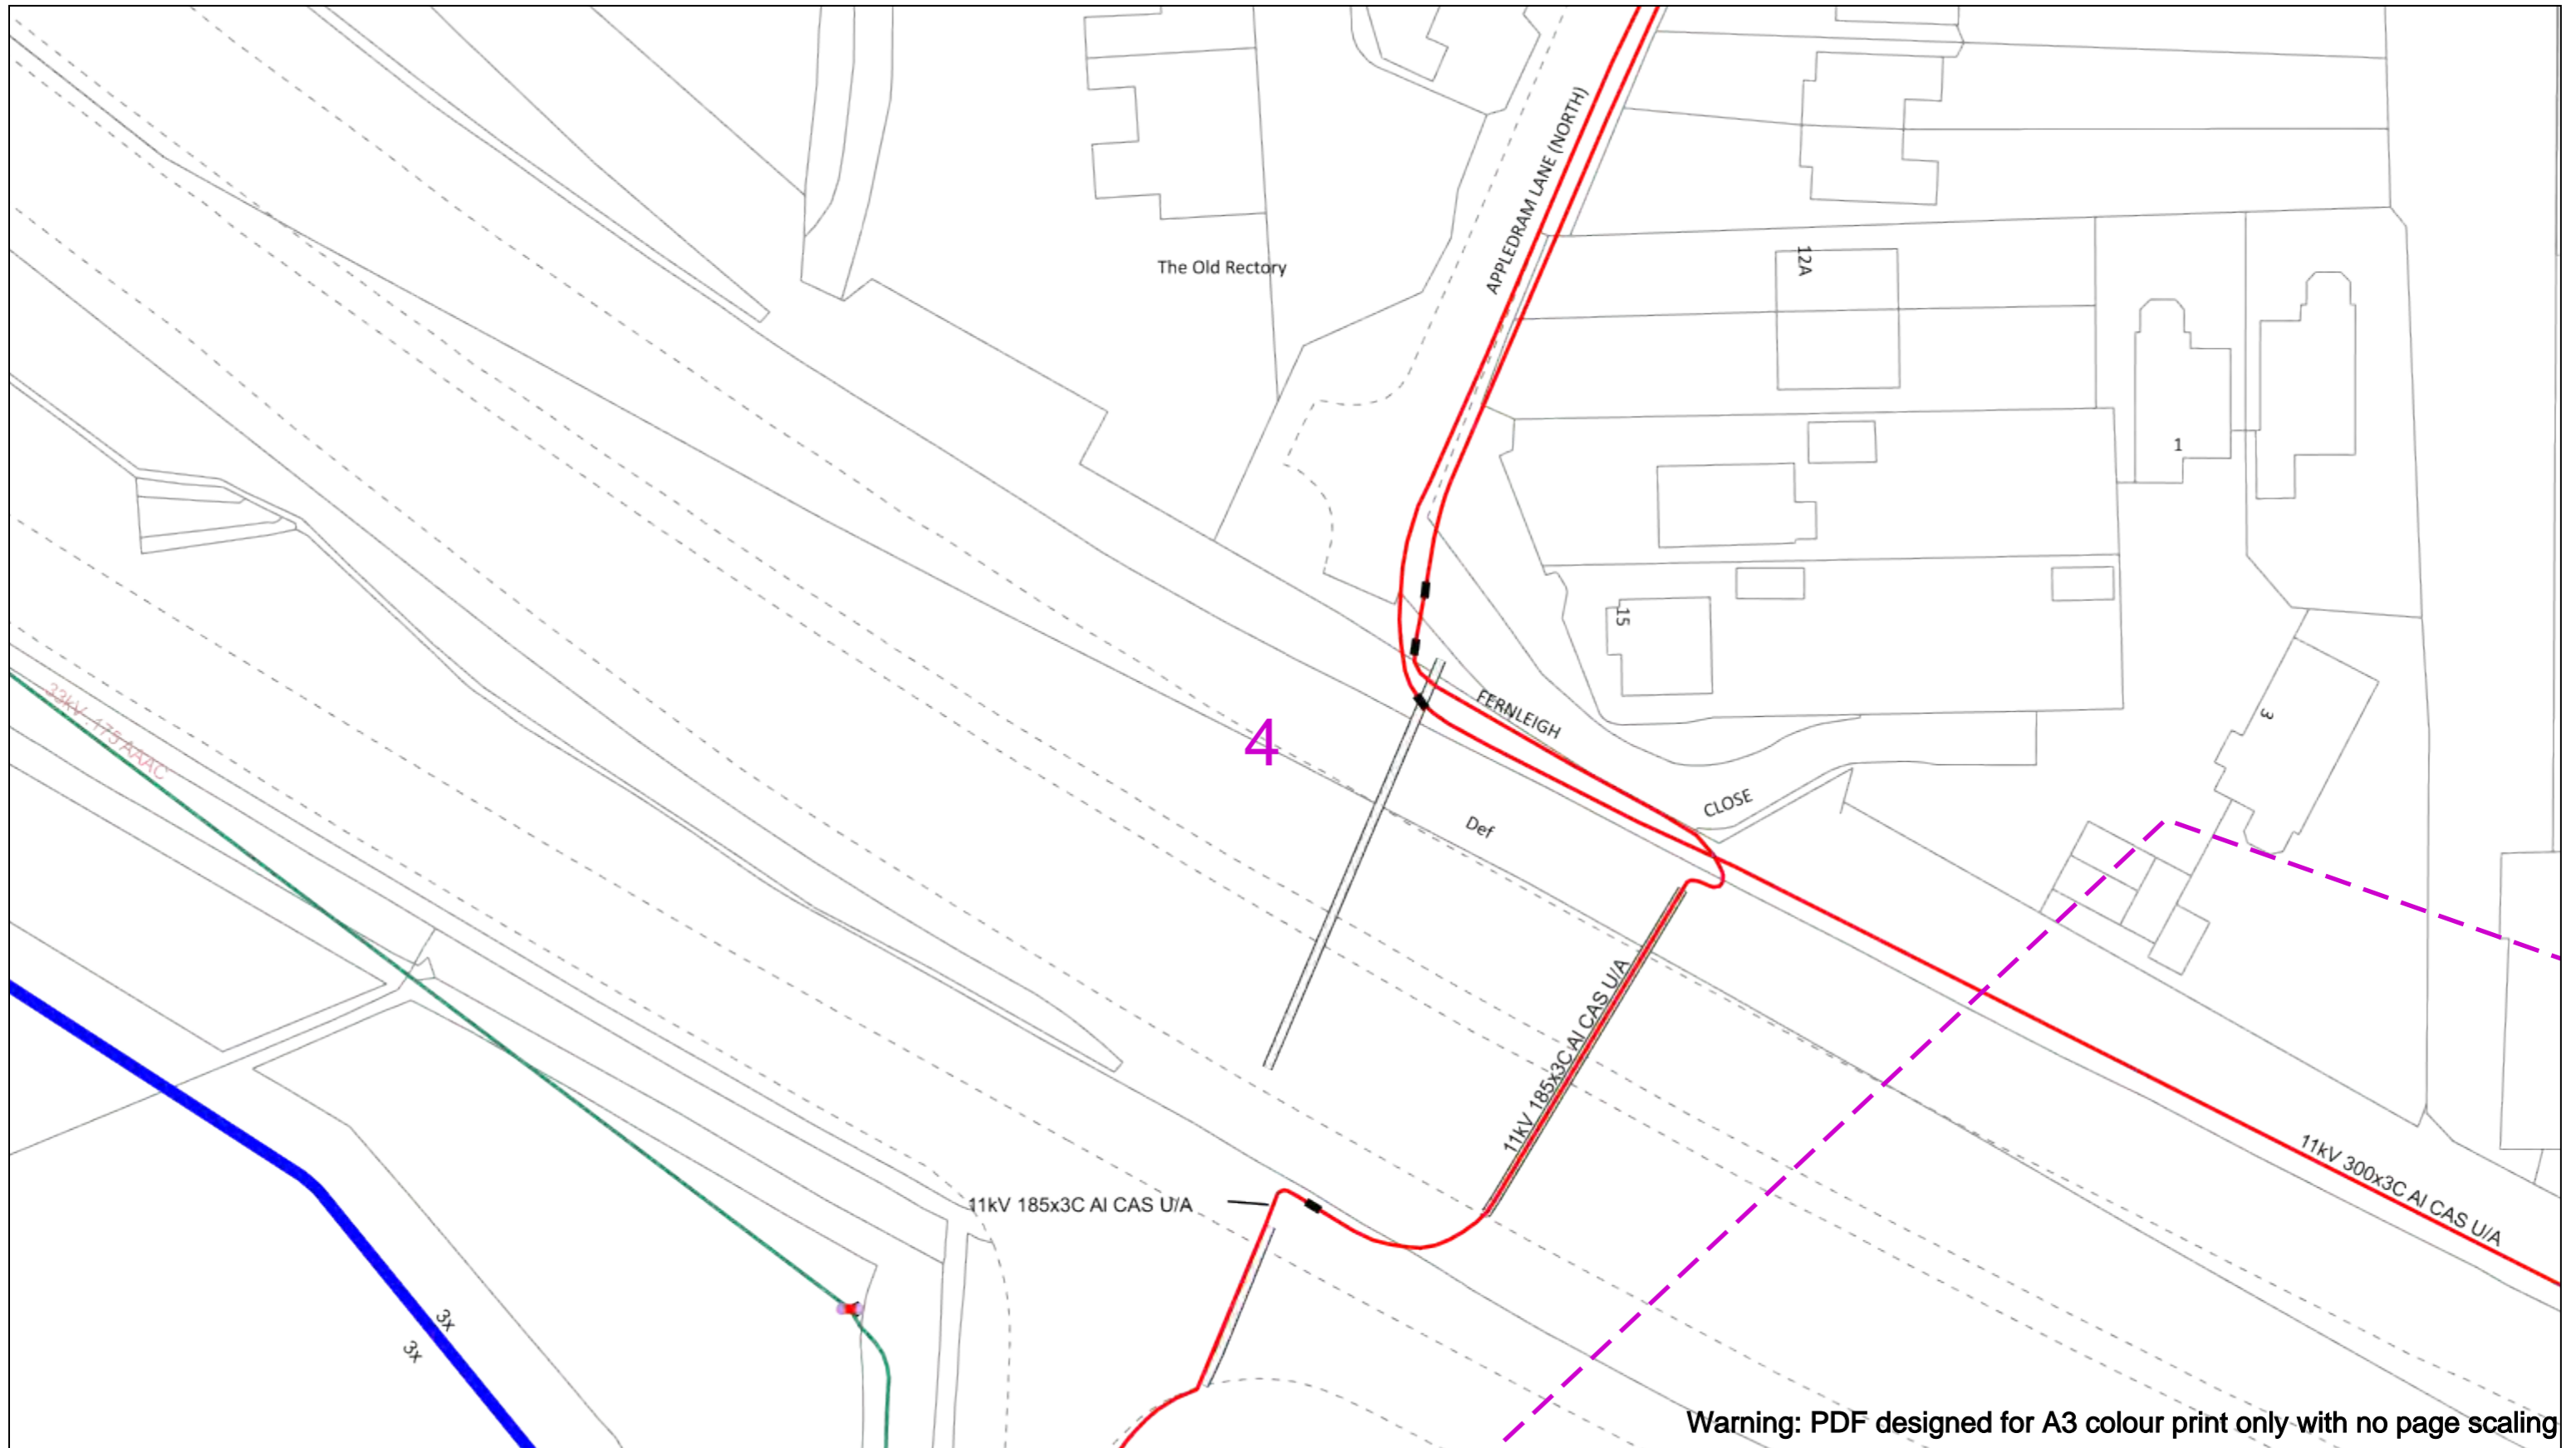 APPLEDRAM LANE (NORTH)
The Old Rectory
12A
1
15
3
33kV .175 AAAC
4
FERNLEIGH
CLOSE
Def
11kV 185x3C Al CAS U/A
11kV 300x3C Al CAS U/A
11kV 185x3C Al CAS U/A
3x
3x
Warning: PDF designed for A3 colour print only with no page scaling